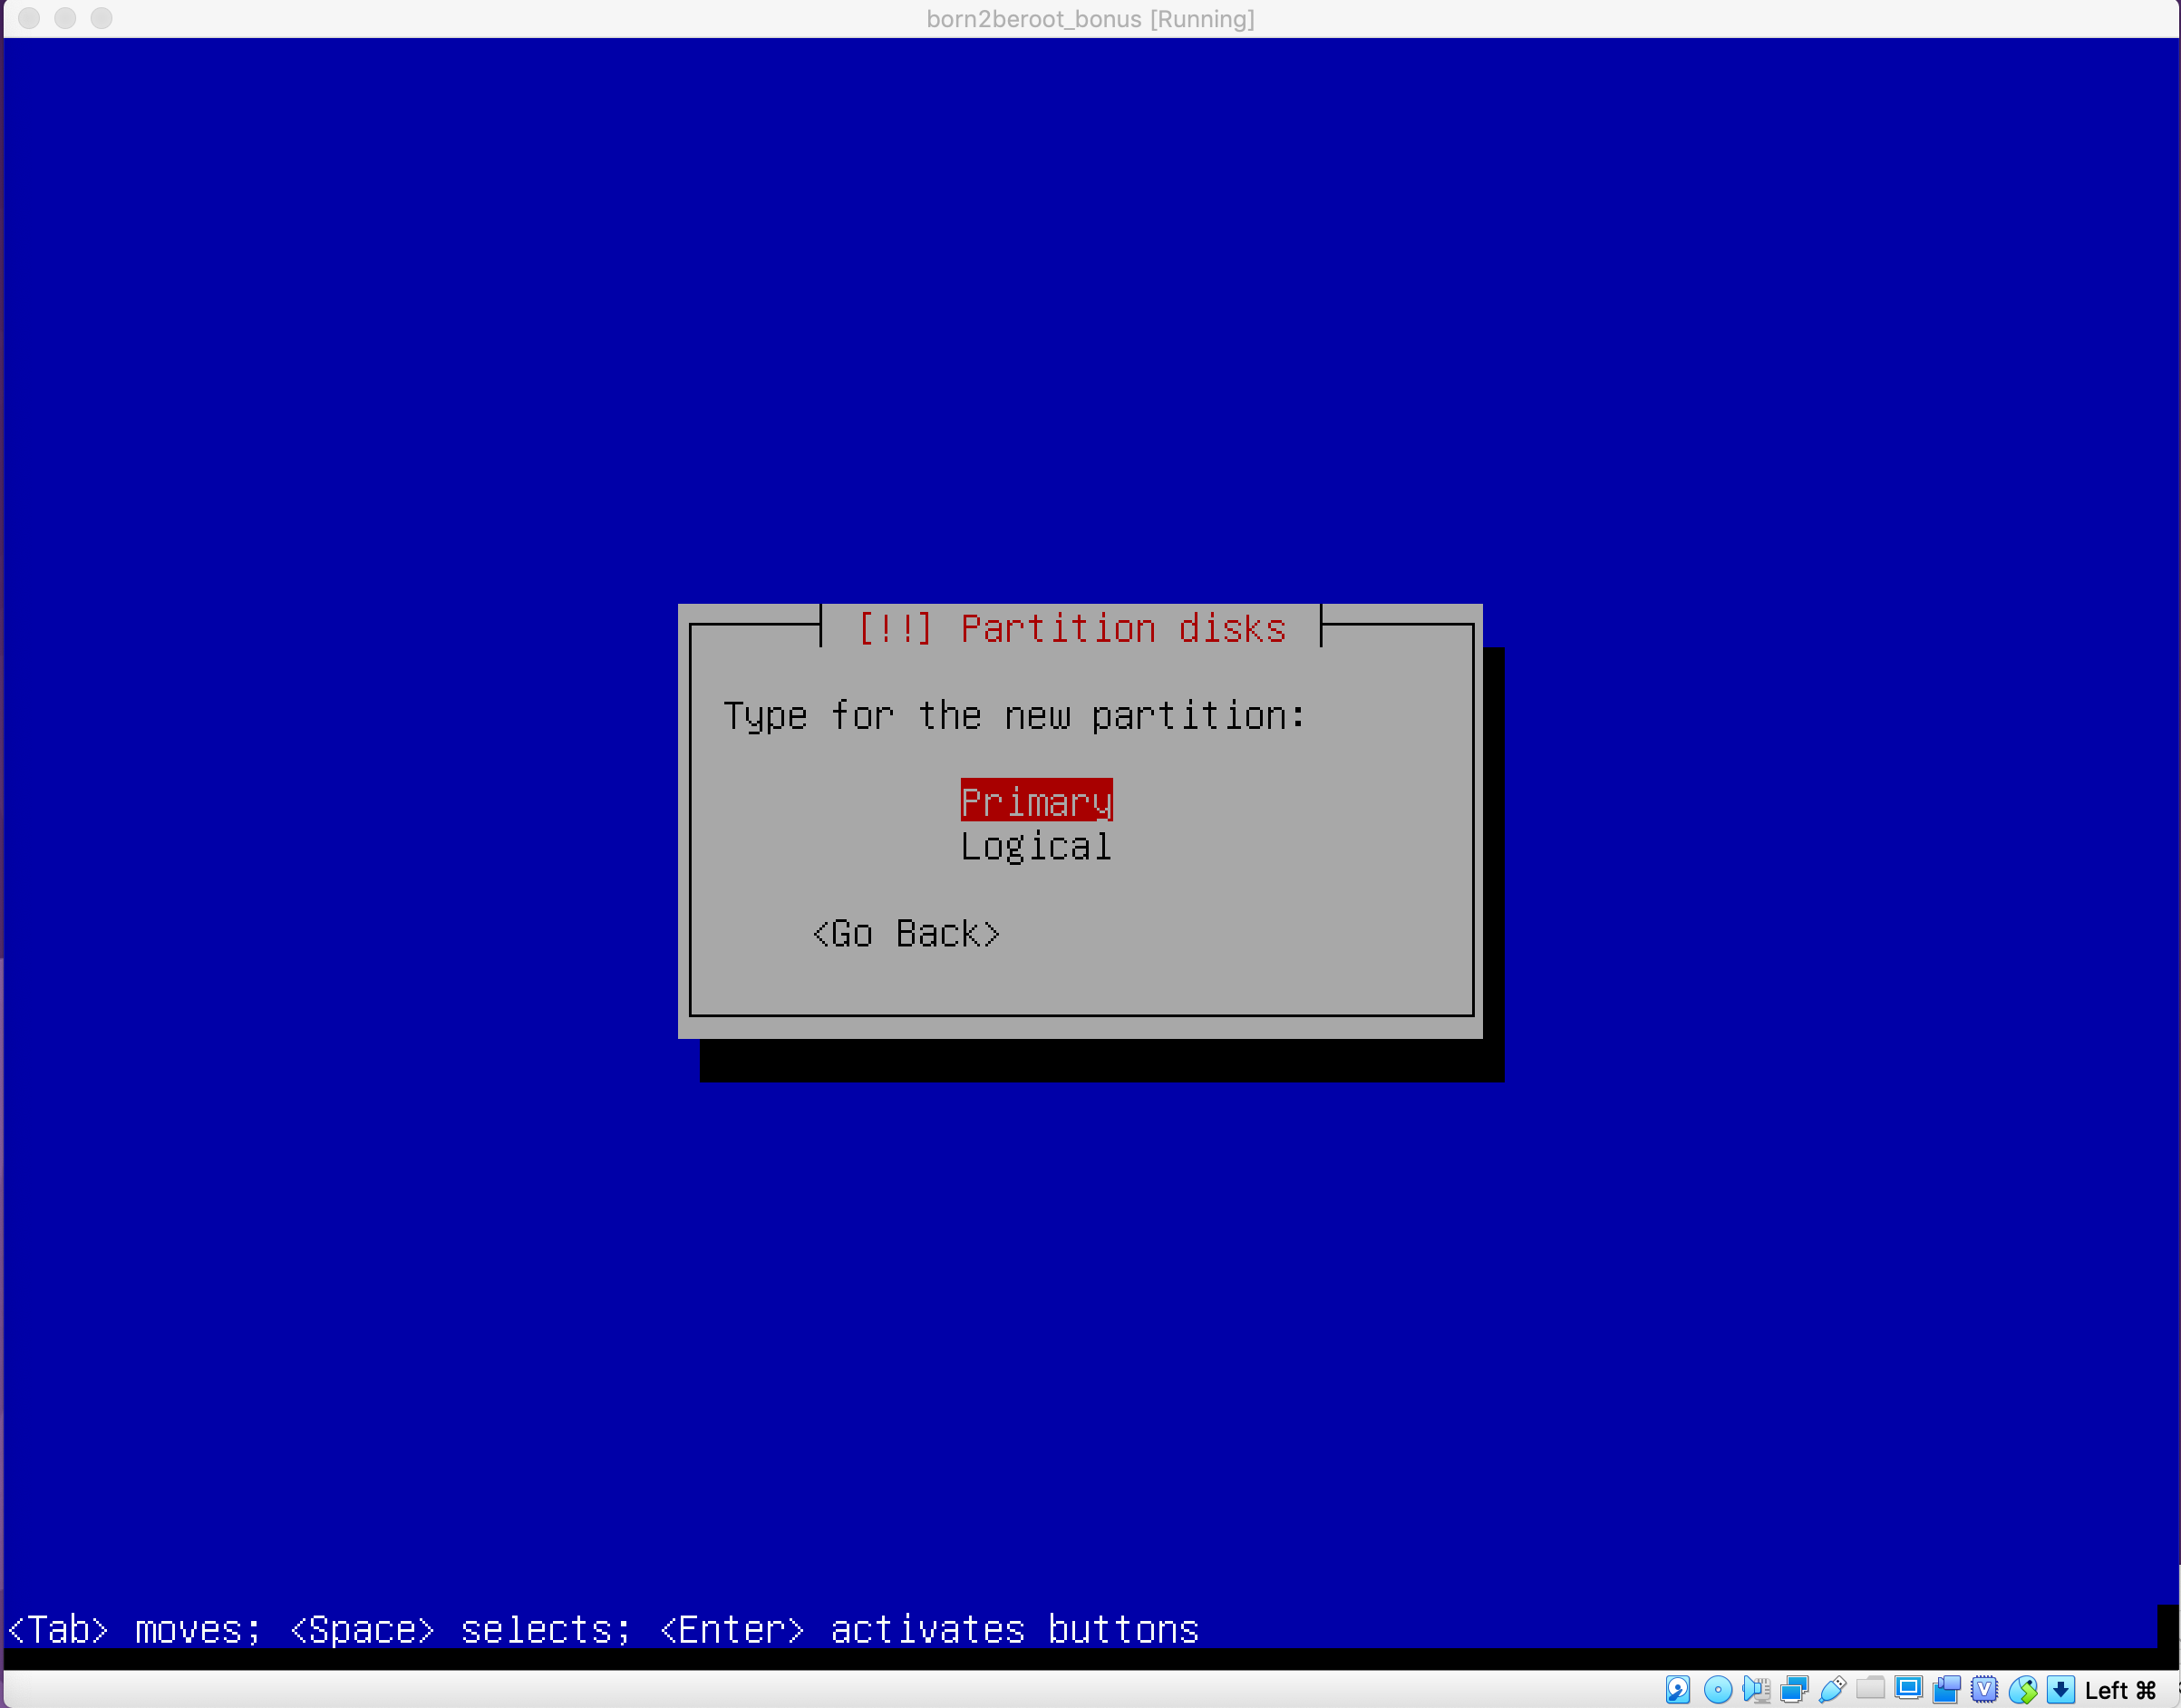 born2beroot_bonus [Running]
[!!] Partition disks
Type for the new partition:
Primary
Logical
<Go Back>
<Tab> moves; <Space> selects; <Enter> activates buttons
V
Left ⌘